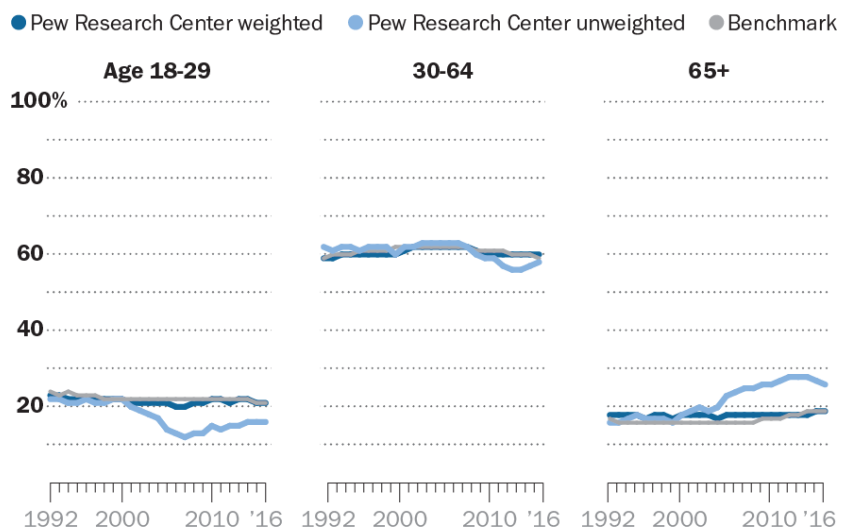 Pew Research Center weighted Pew Research Center unweighted Benchmark
Age 18-29 30-64 65+
100%
80
60
40
20
1992 2000 2010 '16 1992 2000 2010 '16 1992 2000 2010 '16